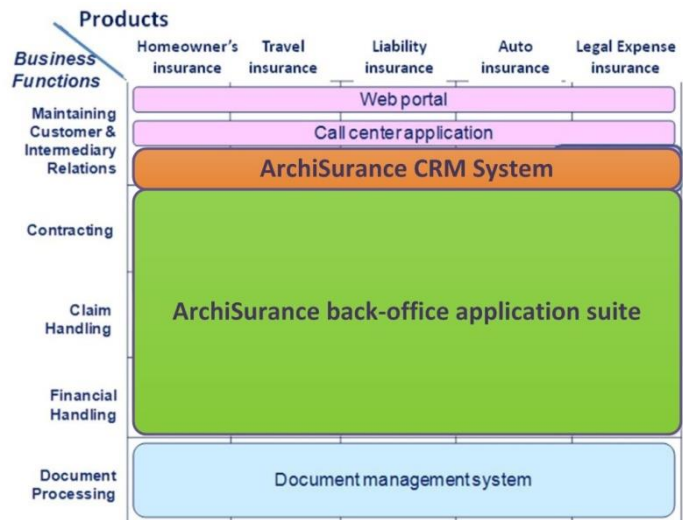 Products
Business
Functions
Homeowner's
insurance
Travel
insurance
Liability
insurance
Auto
insurance
Legal Expense
insurance
Maintaining
Customer &
Intermediary
Relations
Web portal
Call center application
ArchiSurance CRM System
Contracting
Claim
Handling
ArchiSurance back-office application suite
Financial
Handling
Document
Processing
Document management system